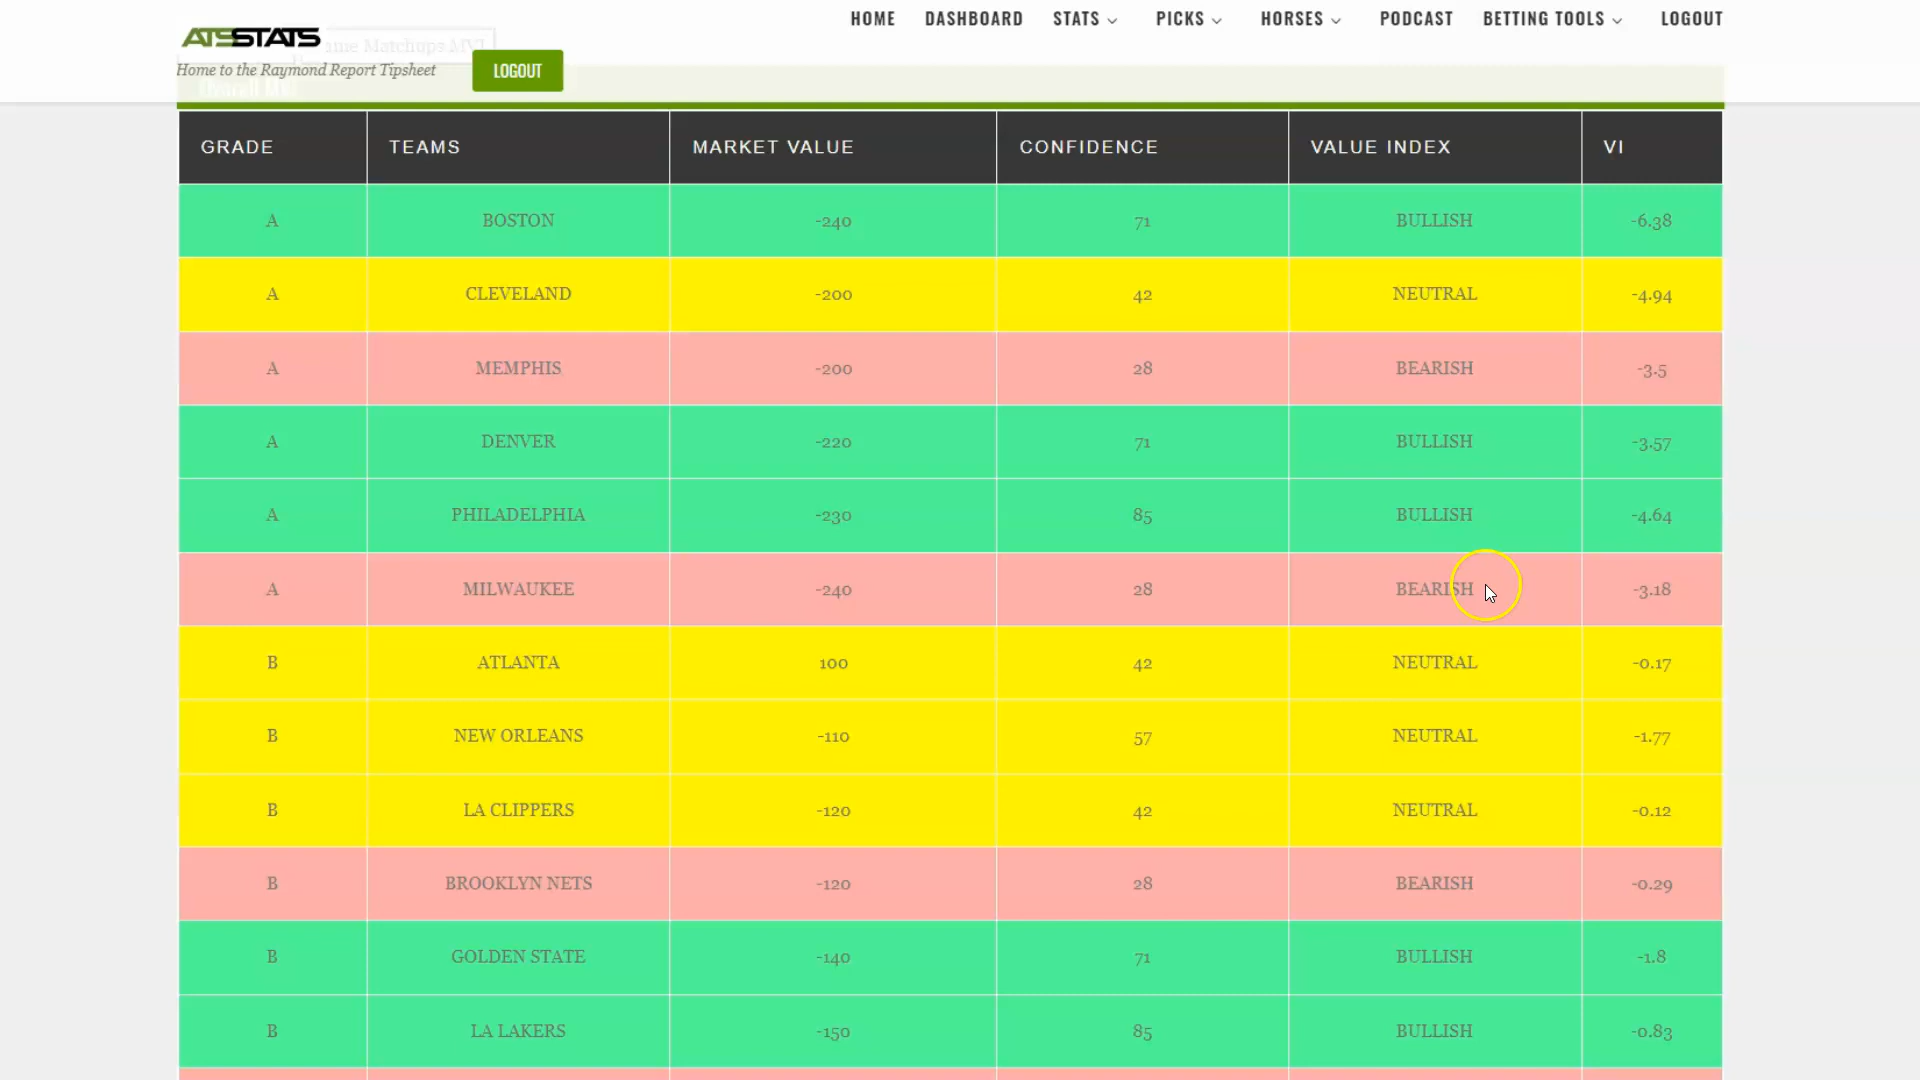 HOME DASHBOARD STATS PICKS HORSES PODCAST BETTING TOOLS LOGOUT
ATSSTATS
Game Matchups MVI
Home to the Raymond Report Tipsheet
LOGOUT
Overall MVI
GRADE TEAMS MARKET VALUE CONFIDENCE VALUE INDEX VI
A BOSTON -240 71 BULLISH -6.38
A CLEVELAND -200 42 NEUTRAL -4.94
A MEMPHIS -200 28 BEARISH -3.5
A DENVER -220 71 BULLISH -3.57
A PHILADELPHIA -230 85 BULLISH -4.64
A MILWAUKEE -240 28 BEARISH -3.18
B ATLANTA 100 42 NEUTRAL -0.17
B NEW ORLEANS -110 57 NEUTRAL -1.77
B LA CLIPPERS -120 42 NEUTRAL -0.12
B BROOKLYN NETS -120 28 BEARISH -0.29
B GOLDEN STATE -140 71 BULLISH -1.8
B LA LAKERS -150 85 BULLISH -0.83